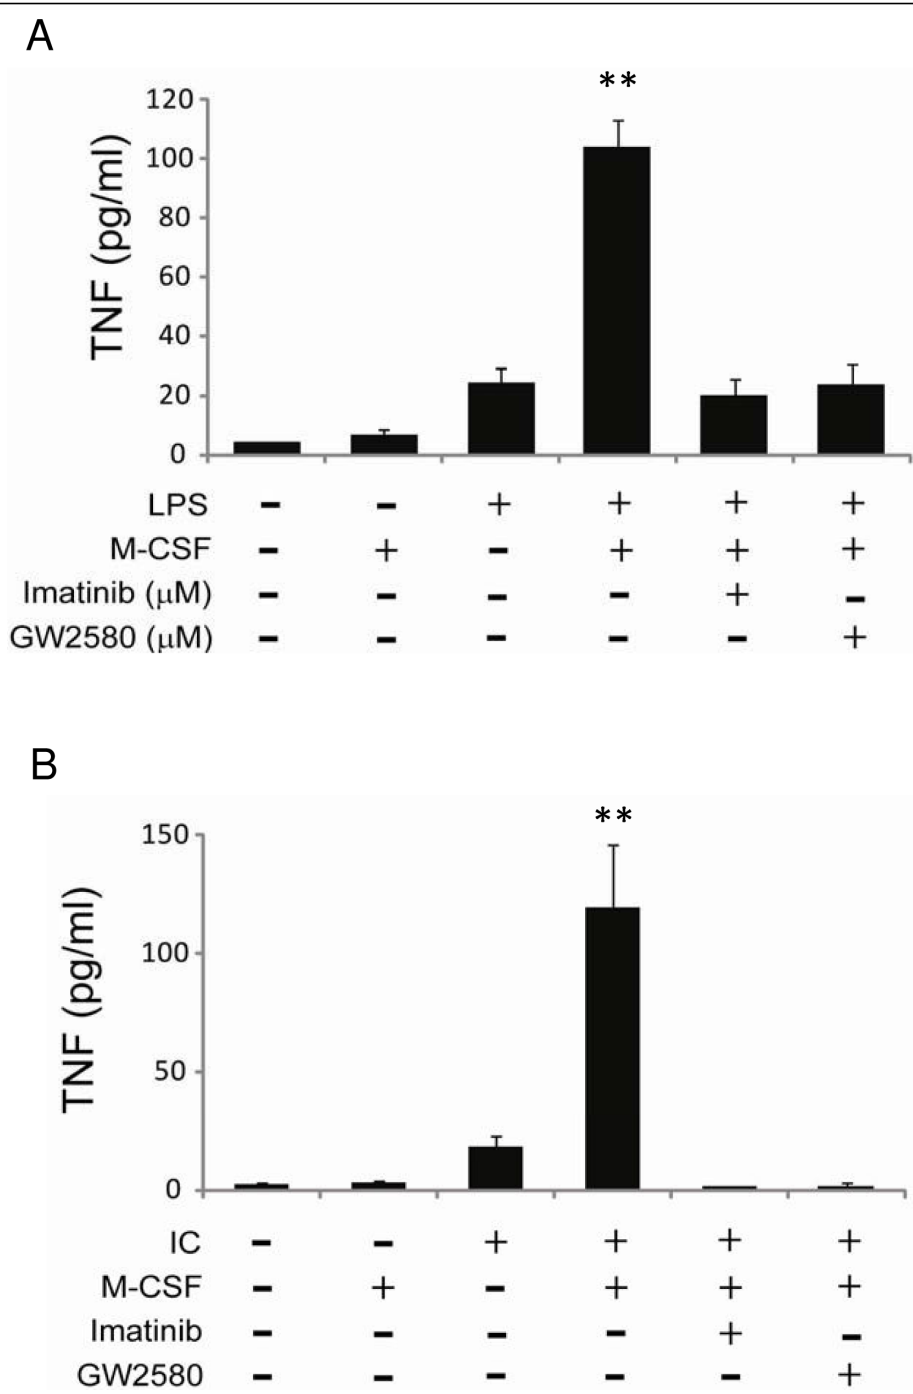 A
**
120
100
80
60
40
20
0
TNF (pg/ml)
LPS - - + + + +
M-CSF - + - + + +
Imatinib (μM) - - - - + -
GW2580 (μM) - - - - - +
B
**
150
100
50
0
TNF (pg/ml)
IC - - + + + +
M-CSF - + - + + +
Imatinib - - - - + -
GW2580 - - - - - +